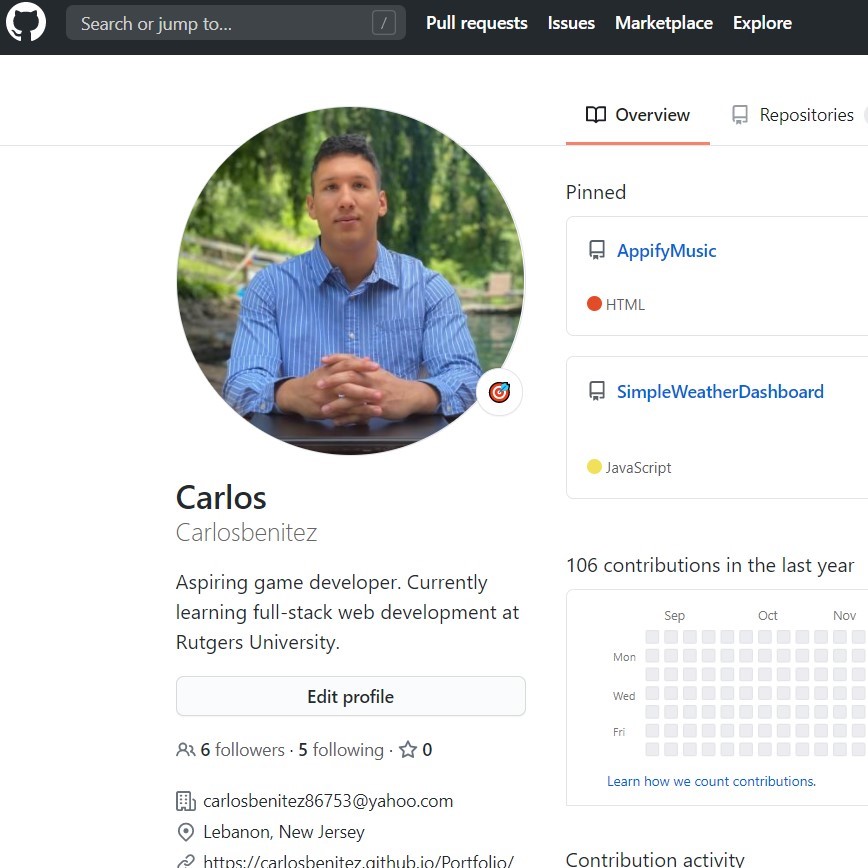 Search or jump to...
/
Pull requests
Issues
Marketplace
Explore
Overview
Repositories
Carlos
Carlosbenitez
Aspiring game developer. Currently
learning full-stack web development at
Rutgers University.
Edit profile
6 followers · 5 following · 0
carlosbenitez86753@yahoo.com
Lebanon, New Jersey
https://carlosbenitez.github.io/Portfolio/
Pinned
AppifyMusic
HTML
SimpleWeatherDashboard
JavaScript
106 contributions in the last year
Sep Oct Nov
Mon
Wed
Fri
Learn how we count contributions.
Contribution activity